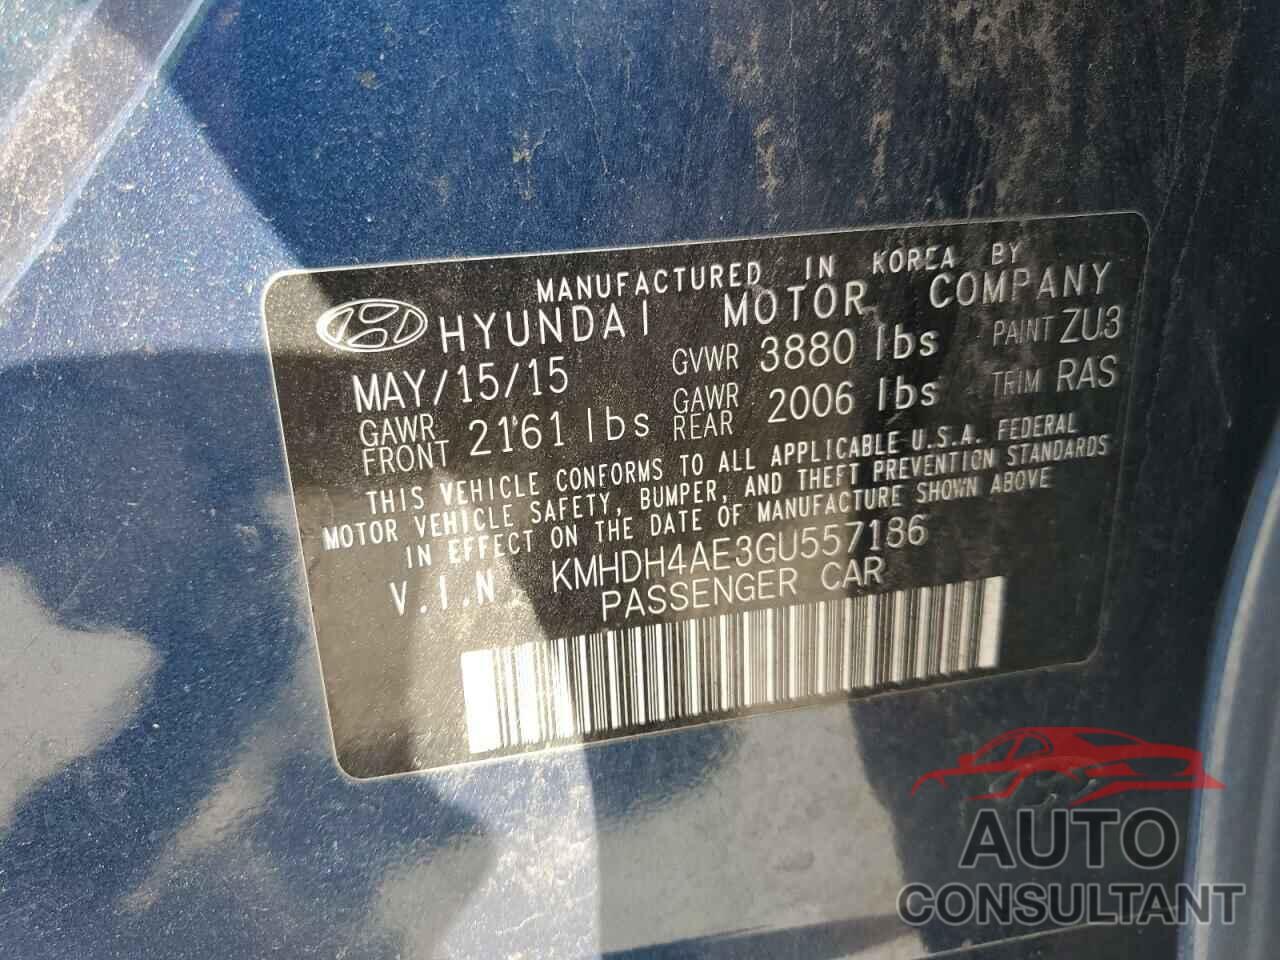 MANUFACTURED IN KOREA BY
HYUNDAI MOTOR COMPANY
MAY/15/15 GVWR 3880 lbs PAINT ZU3
GAWR FRONT 2161 lbs GAWR REAR 2006 lbs TRIM RAS
THIS VEHICLE CONFORMS TO ALL APPLICABLE U.S.A. FEDERAL
MOTOR VEHICLE SAFETY, BUMPER, AND THEFT PREVENTION STANDARDS
IN EFFECT ON THE DATE OF MANUFACTURE SHOWN ABOVE
V.I.N KMHDH4AE3GU557186
PASSENGER CAR
AUTO
CONSULTANT